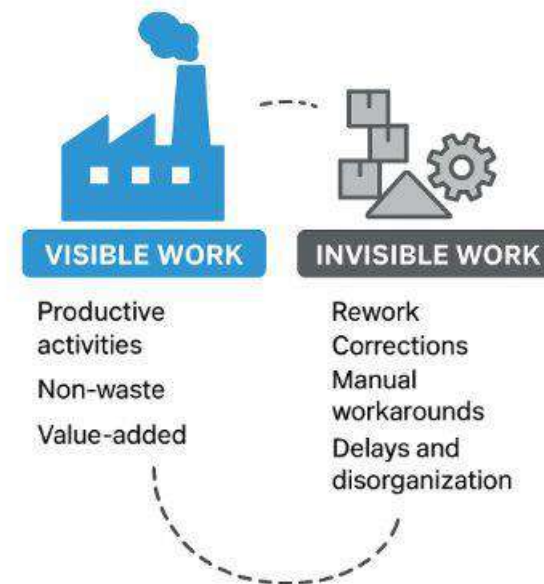 VISIBLE WORK
Productive
activities
Non-waste
Value-added
INVISIBLE WORK
Rework
Corrections
Manual
workarounds
Delays and
disorganization